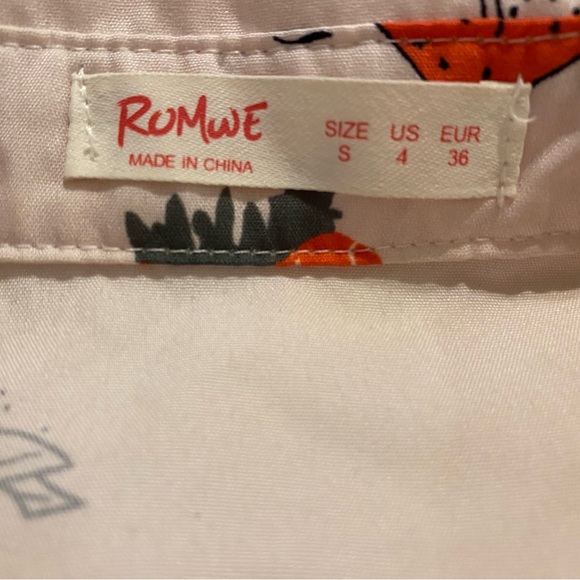 ROMWE
MADE IN CHINA
SIZE US EUR
S 4 36